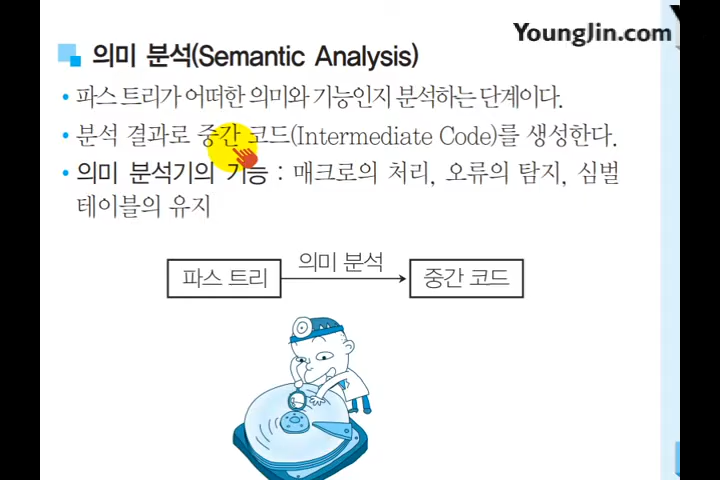 YoungJin.com
의미 분석(Semantic Analysis)
• 파스 트리가 어떠한 의미와 기능인지 분석하는 단계이다.
• 분석 결과로 중간 코드(Intermediate Code)를 생성한다.
• 의미 분석기의 기능 : 매크로의 처리, 오류의 탐지, 심벌
테이블의 유지
파스 트리 의미 분석 중간 코드